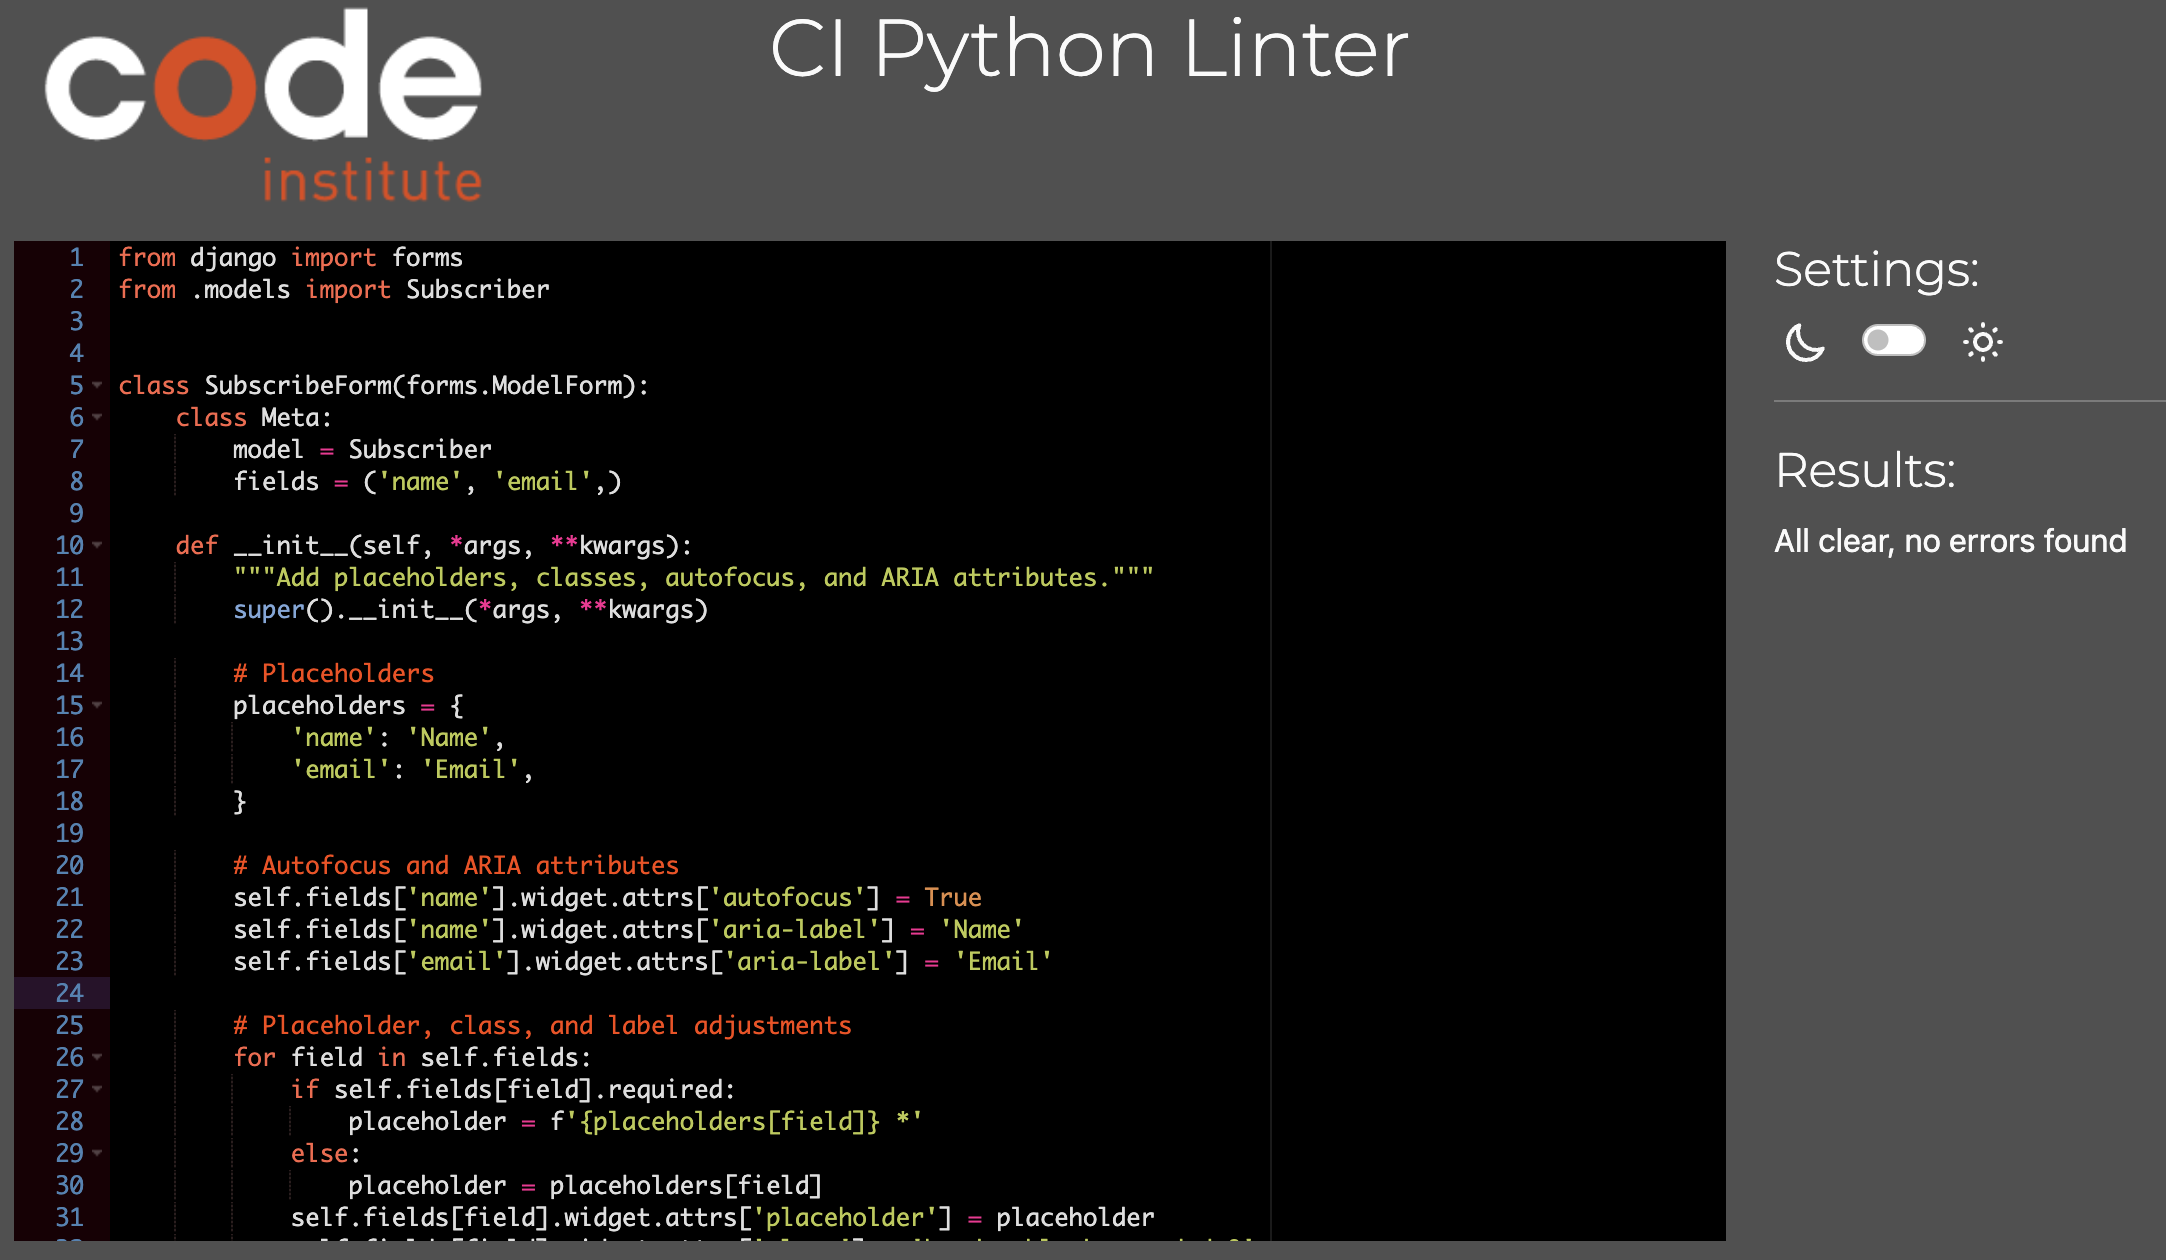 code
institute
CI Python Linter
1 from django import forms
2 from .models import Subscriber
3
4
5 class SubscribeForm(forms.ModelForm):
6     class Meta:
7         model = Subscriber
8         fields = ('name', 'email',)
9
10     def __init__(self, *args, **kwargs):
11         """Add placeholders, classes, autofocus, and ARIA attributes."""
12         super().__init__(*args, **kwargs)
13
14         # Placeholders
15         placeholders = {
16             'name': 'Name',
17             'email': 'Email',
18         }
19
20         # Autofocus and ARIA attributes
21         self.fields['name'].widget.attrs['autofocus'] = True
22         self.fields['name'].widget.attrs['aria-label'] = 'Name'
23         self.fields['email'].widget.attrs['aria-label'] = 'Email'
24
25         # Placeholder, class, and label adjustments
26         for field in self.fields:
27             if self.fields[field].required:
28                 placeholder = f'{placeholders[field]} *'
29             else:
30                 placeholder = placeholders[field]
31             self.fields[field].widget.attrs['placeholder'] = placeholder
Settings:
Results:
All clear, no errors found